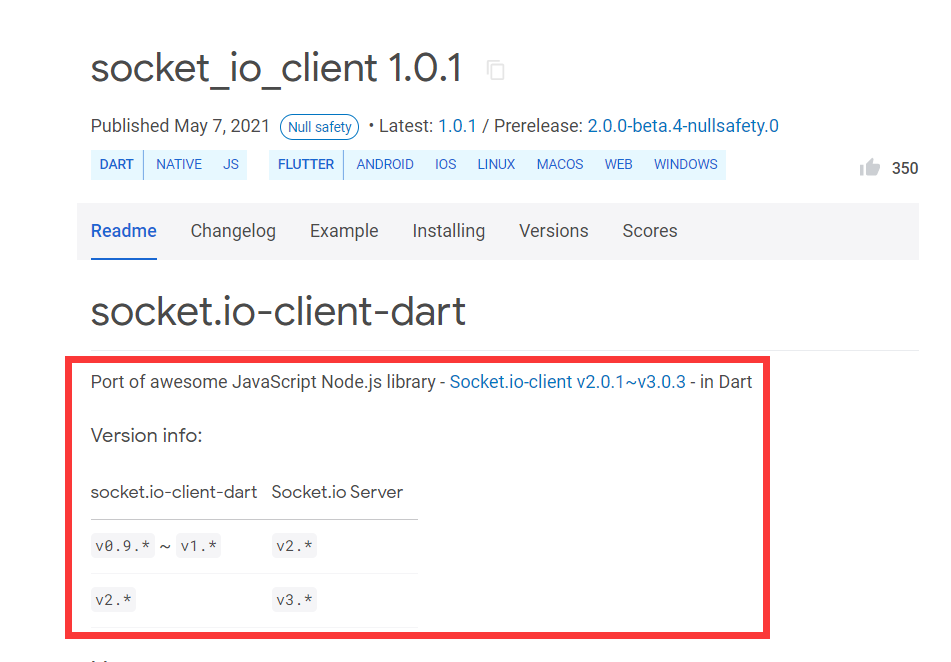 socket_io_client 1.0.1
Published May 7, 2021 Null safety • Latest: 1.0.1 / Prerelease: 2.0.0-beta.4-nullsafety.0
DART NATIVE JS FLUTTER ANDROID IOS LINUX MACOS WEB WINDOWS
350
Readme Changelog Example Installing Versions Scores
socket.io-client-dart
Port of awesome JavaScript Node.js library - Socket.io-client v2.0.1~v3.0.3 - in Dart
Version info:
socket.io-client-dart Socket.io Server
v0.9.* ~ v1.* v2.*
v2.* v3.*